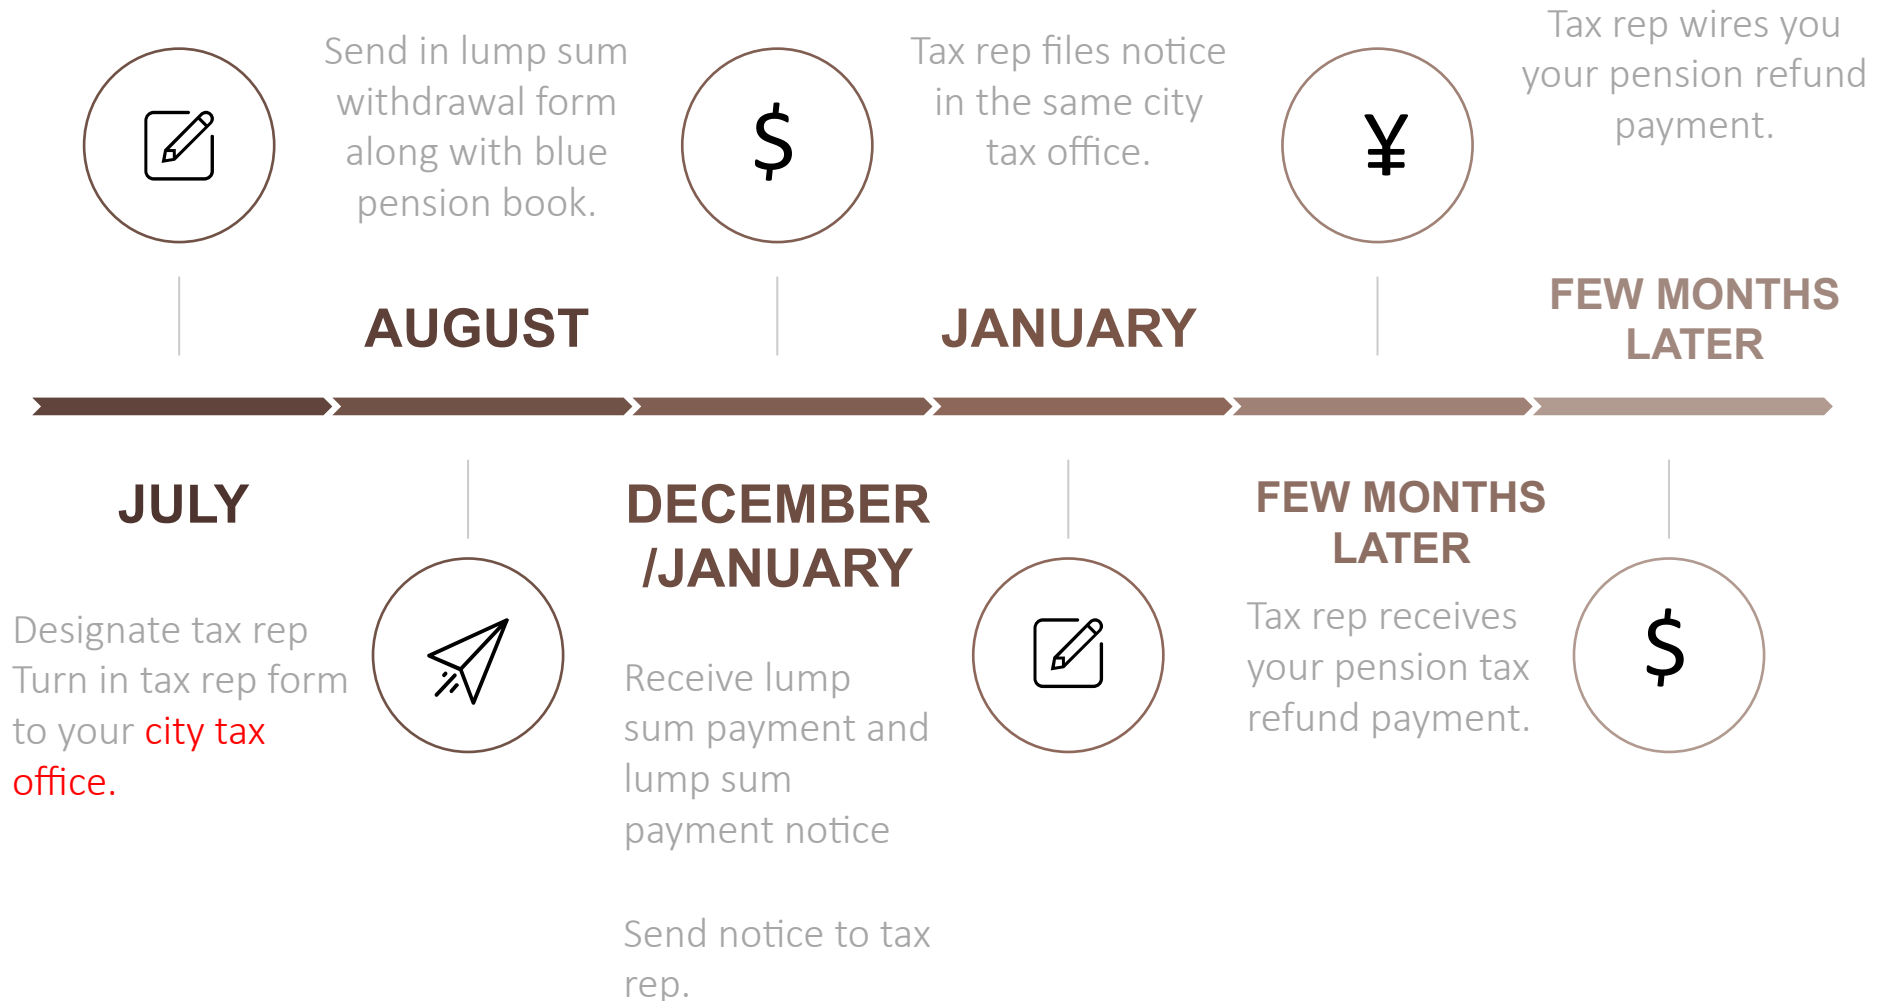 JULY
Designate tax rep
Turn in tax rep form
to your city tax
office.
Send in lump sum
withdrawal form
along with blue
pension book.
AUGUST
$
DECEMBER
/JANUARY
Receive lump
sum payment and
lump sum
payment notice
Send notice to tax
rep.
Tax rep files notice
in the same city
tax office.
JANUARY
¥
FEW MONTHS
LATER
Tax rep receives
your pension tax
refund payment.
Tax rep wires you
your pension refund
payment.
FEW MONTHS
LATER
$